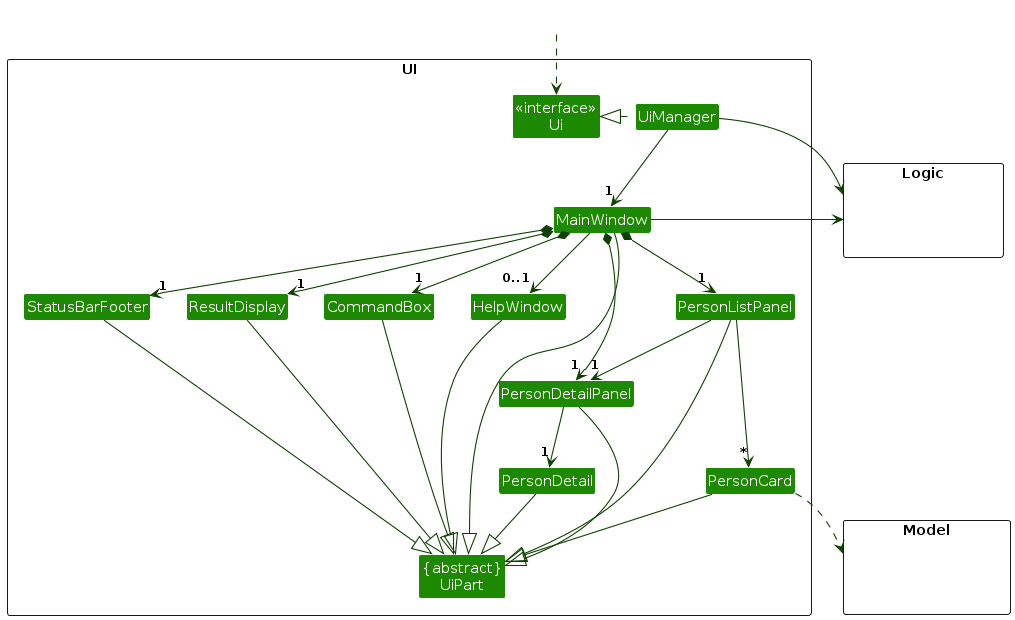 UI
«interface»
Ui
UiManager
Logic
1
MainWindow
1
1
1
0..1
1
StatusBarFooter
ResultDisplay
CommandBox
HelpWindow
PersonListPanel
1
1
PersonDetailPanel
1
*
PersonDetail
PersonCard
Model
{abstract}
UiPart